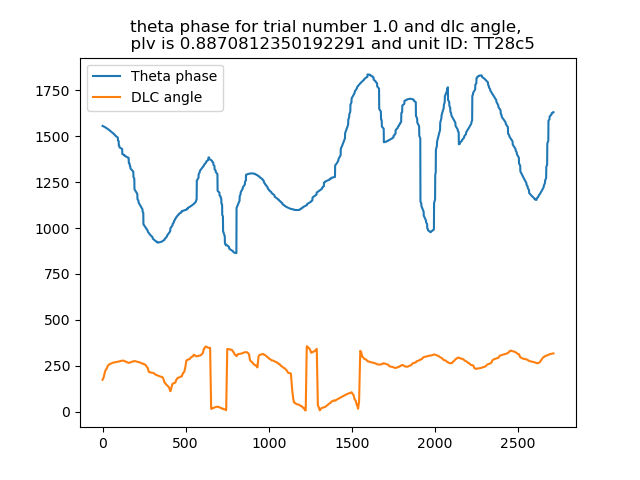 theta phase for trial number 1.0 and dlc angle,
plv is 0.8870812350192291 and unit ID: TT28c5
Theta phase
DLC angle
1750
1500
1250
1000
750
500
250
0
0 500 1000 1500 2000 2500